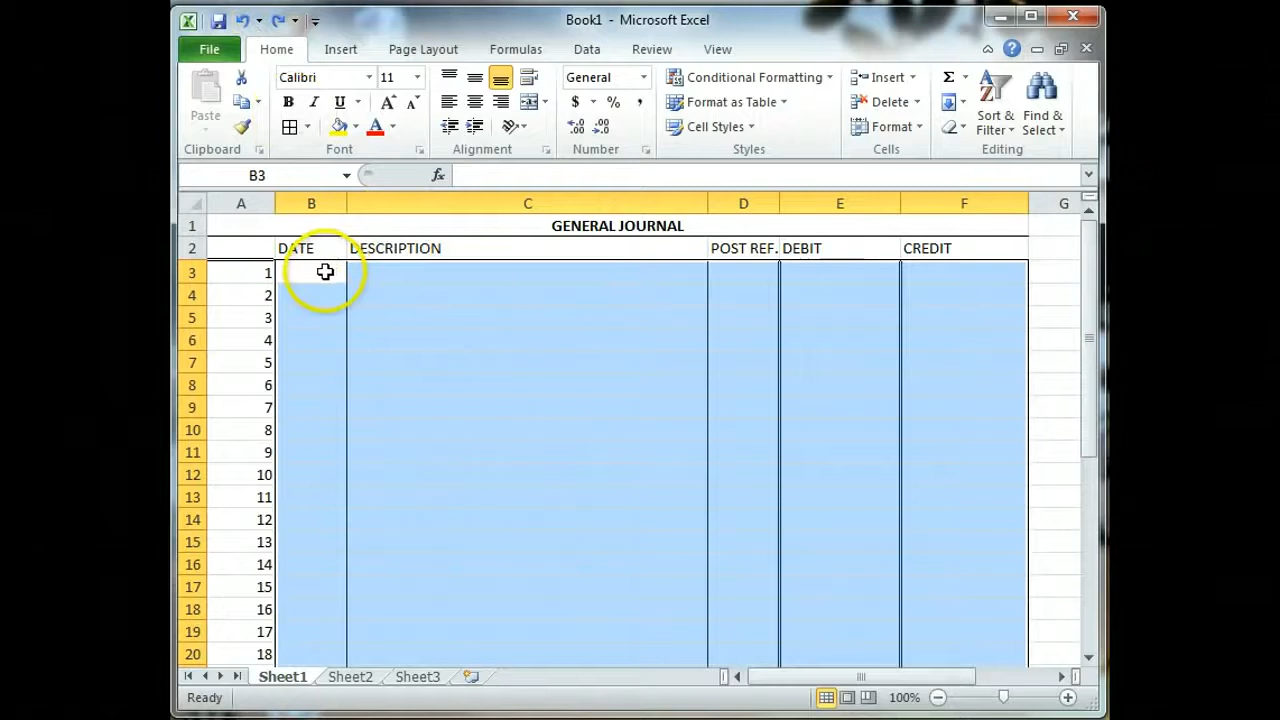 Book1 - Microsoft Excel
File Home Insert Page Layout Formulas Data Review View
Calibri 11 General Conditional Formatting Insert Σ
Paste B I U A A $ % , Format as Table Delete Sort & Filter Find & Select
A Cell Styles Format
Clipboard Font Alignment Number Styles Cells Editing
B3 fx
A B C D E F G
1 GENERAL JOURNAL
2 DATE DESCRIPTION POST REF. DEBIT CREDIT
3 1
4 2
5 3
6 4
7 5
8 6
9 7
10 8
11 9
12 10
13 11
14 12
15 13
16 14
17 15
18 16
19 17
20 18
Sheet1 Sheet2 Sheet3
Ready 100%